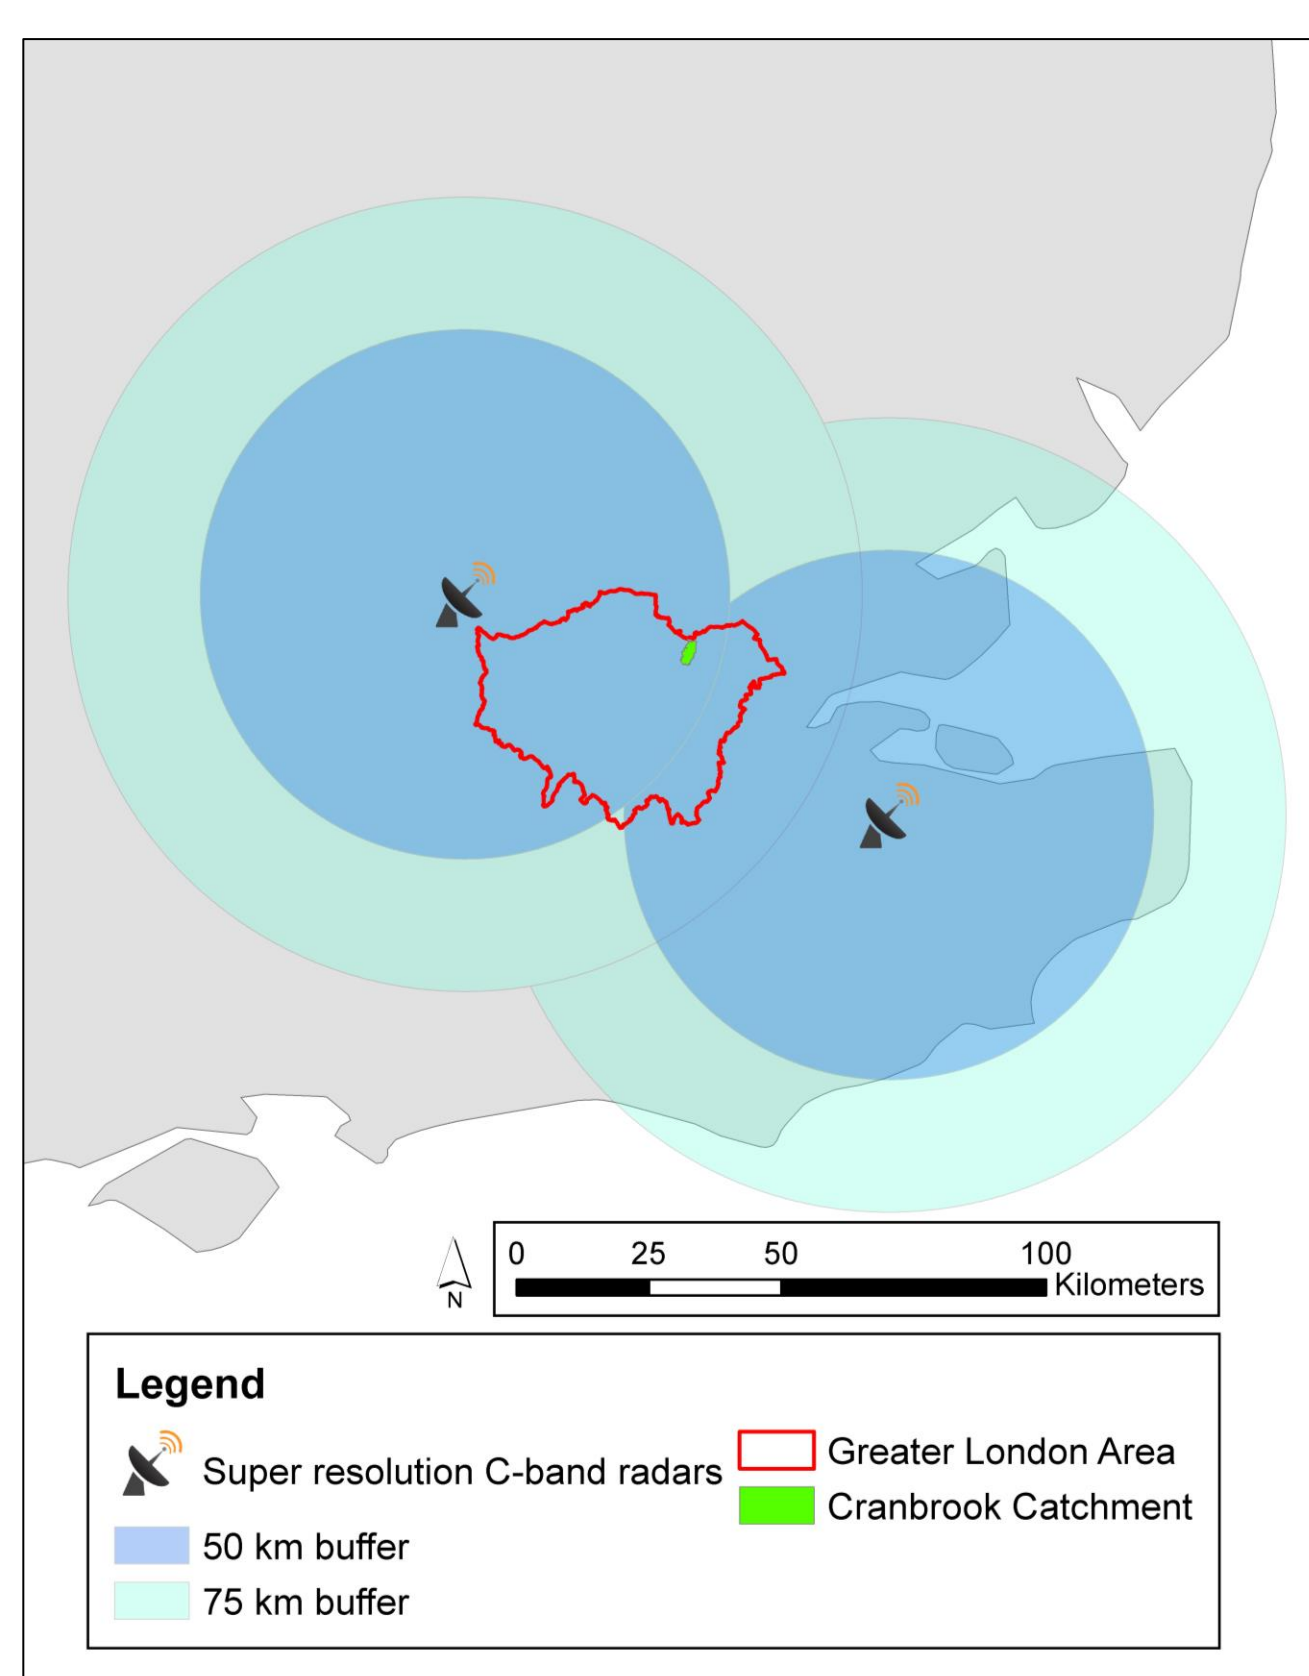 0 25 50 100
Kilometers
N
Legend
Super resolution C-band radars
50 km buffer
75 km buffer
Greater London Area
Cranbrook Catchment